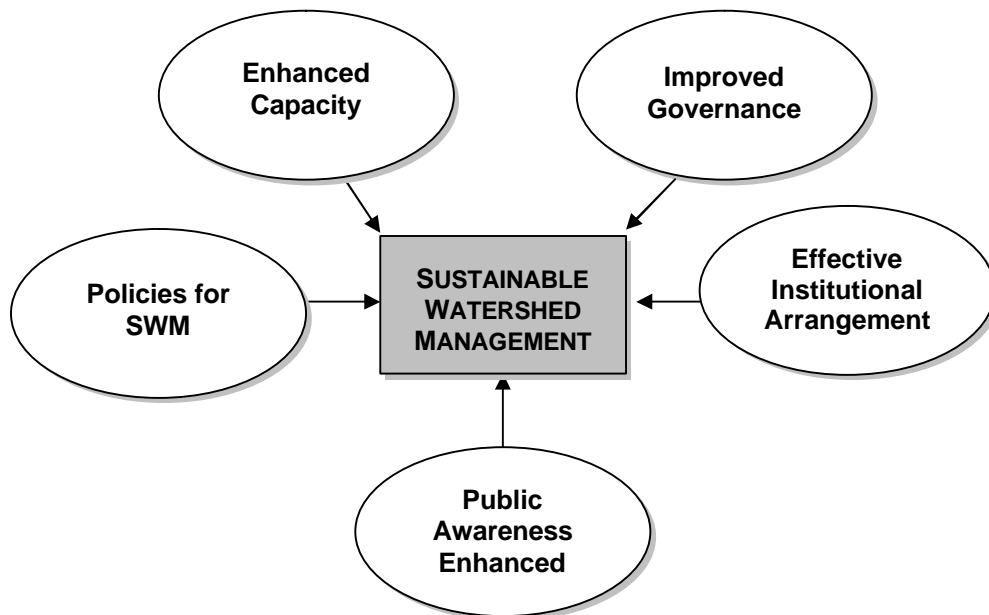 Enhanced
Capacity
Improved
Governance
Policies for
SWM
SUSTAINABLE
WATERSHED
MANAGEMENT
Effective
Institutional
Arrangement
Public
Awareness
Enhanced